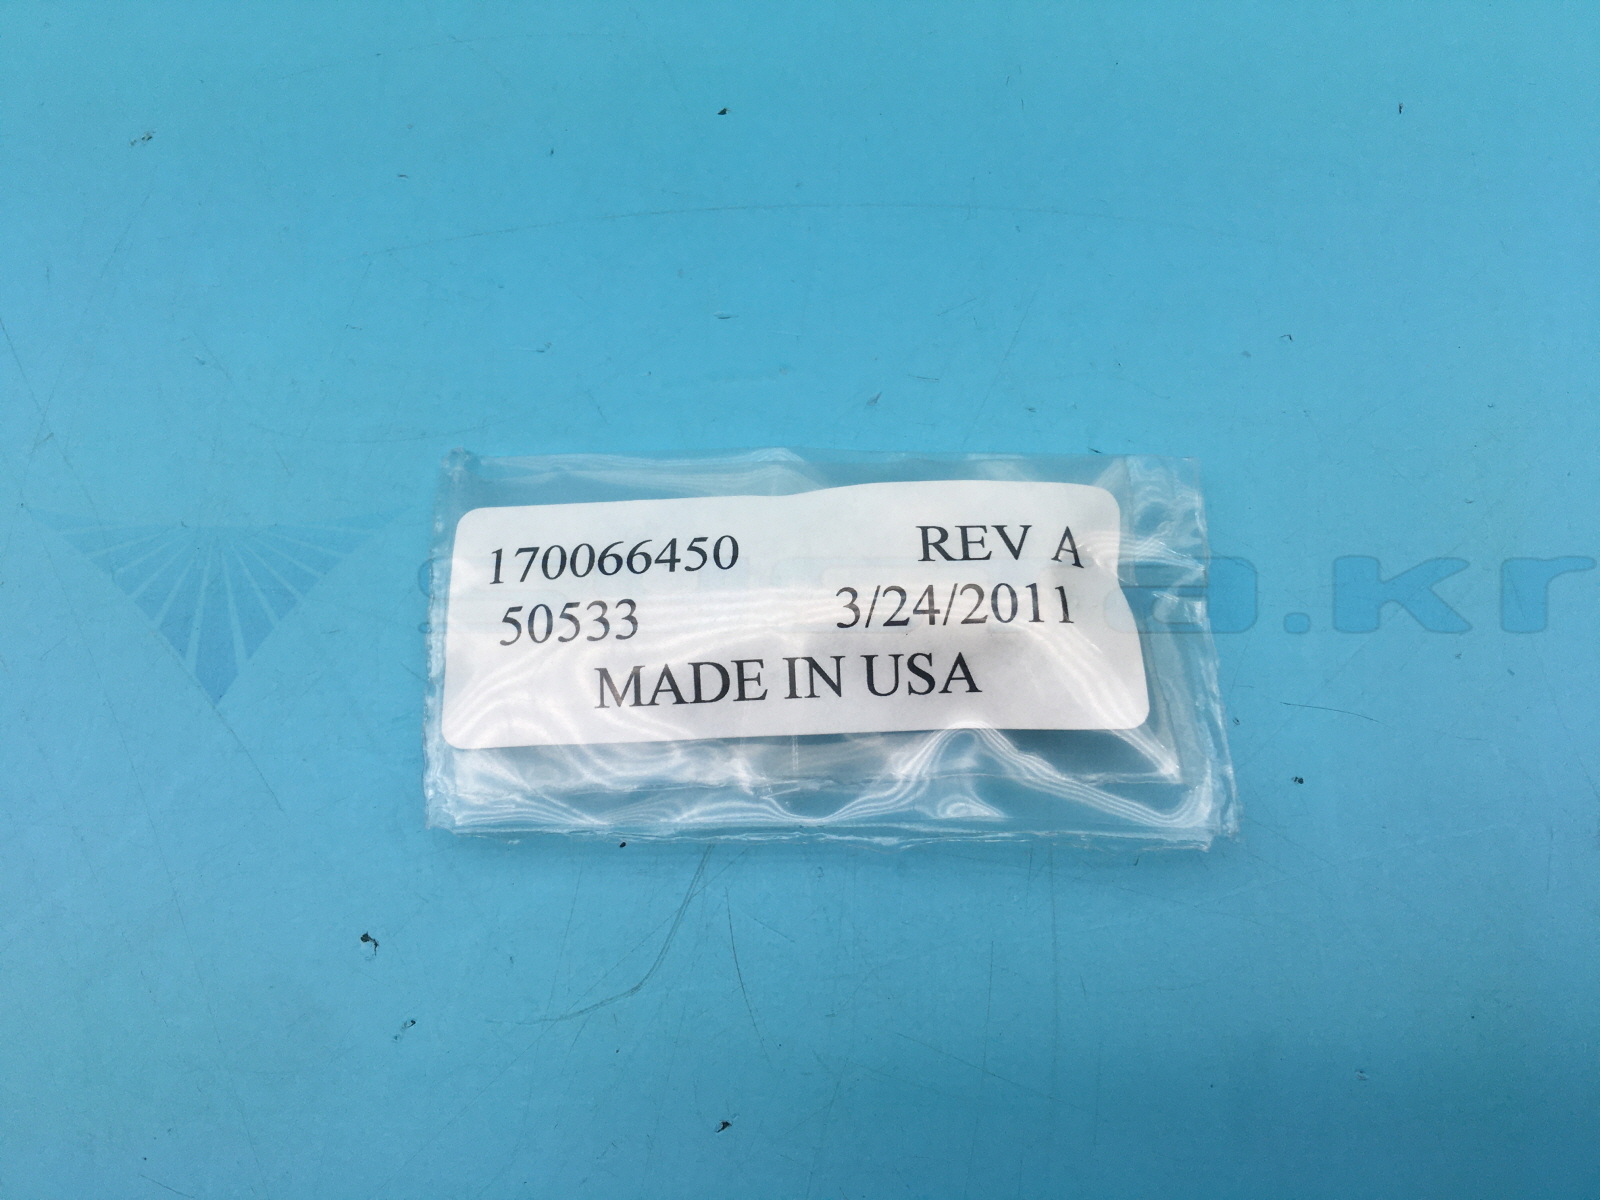 170066450 REV A
50533 3/24/2011
MADE IN USA